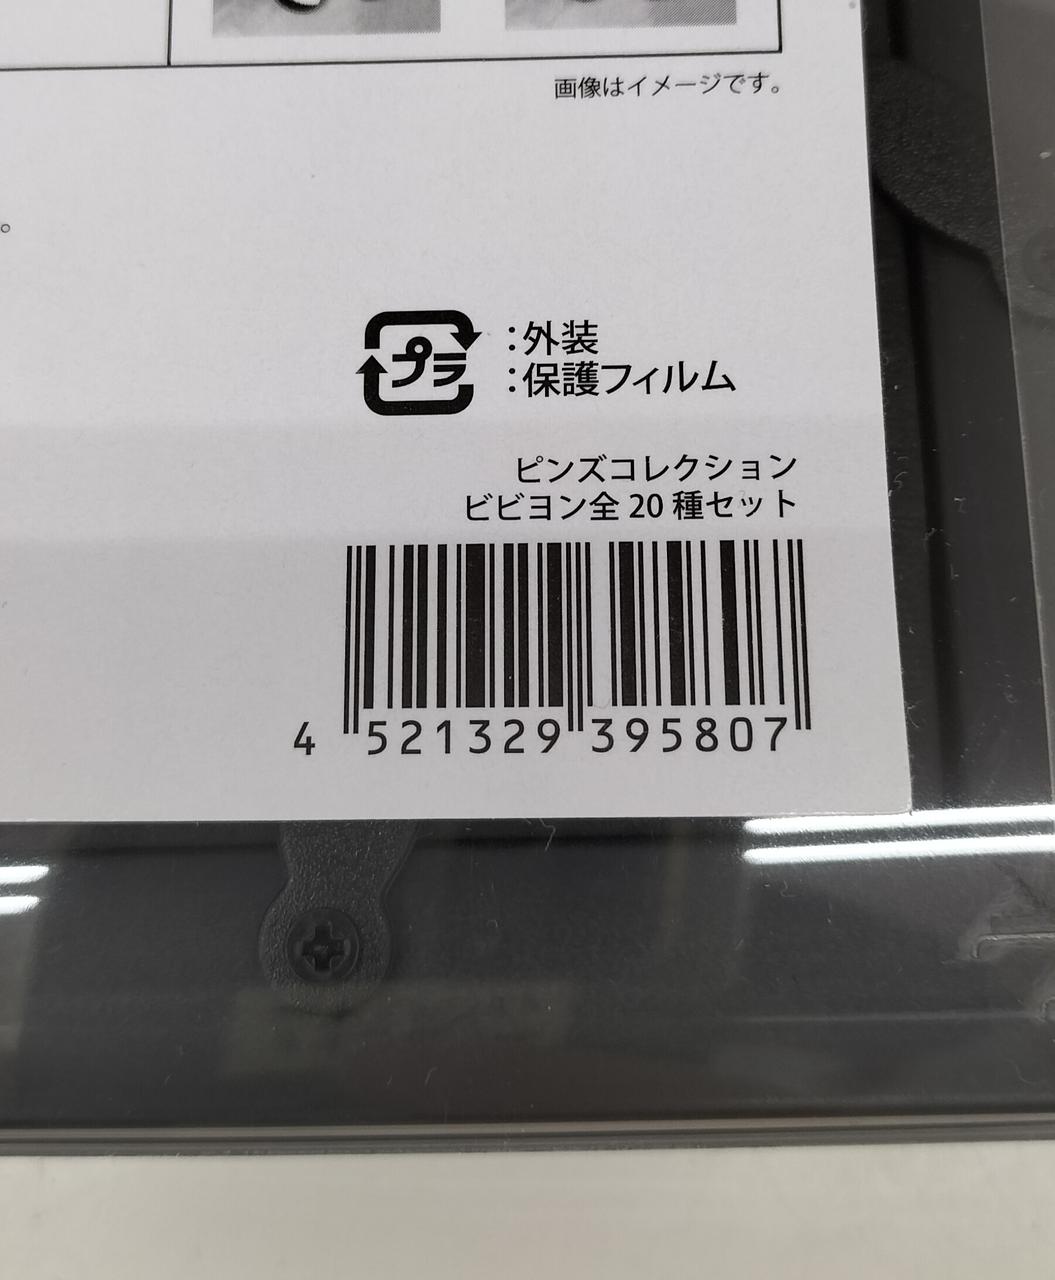 画像はイメージです。
。
プラ
:外装
:保護フィルム
ピンズコレクション
ビビヨン全 20 種セット
4 521329 395807